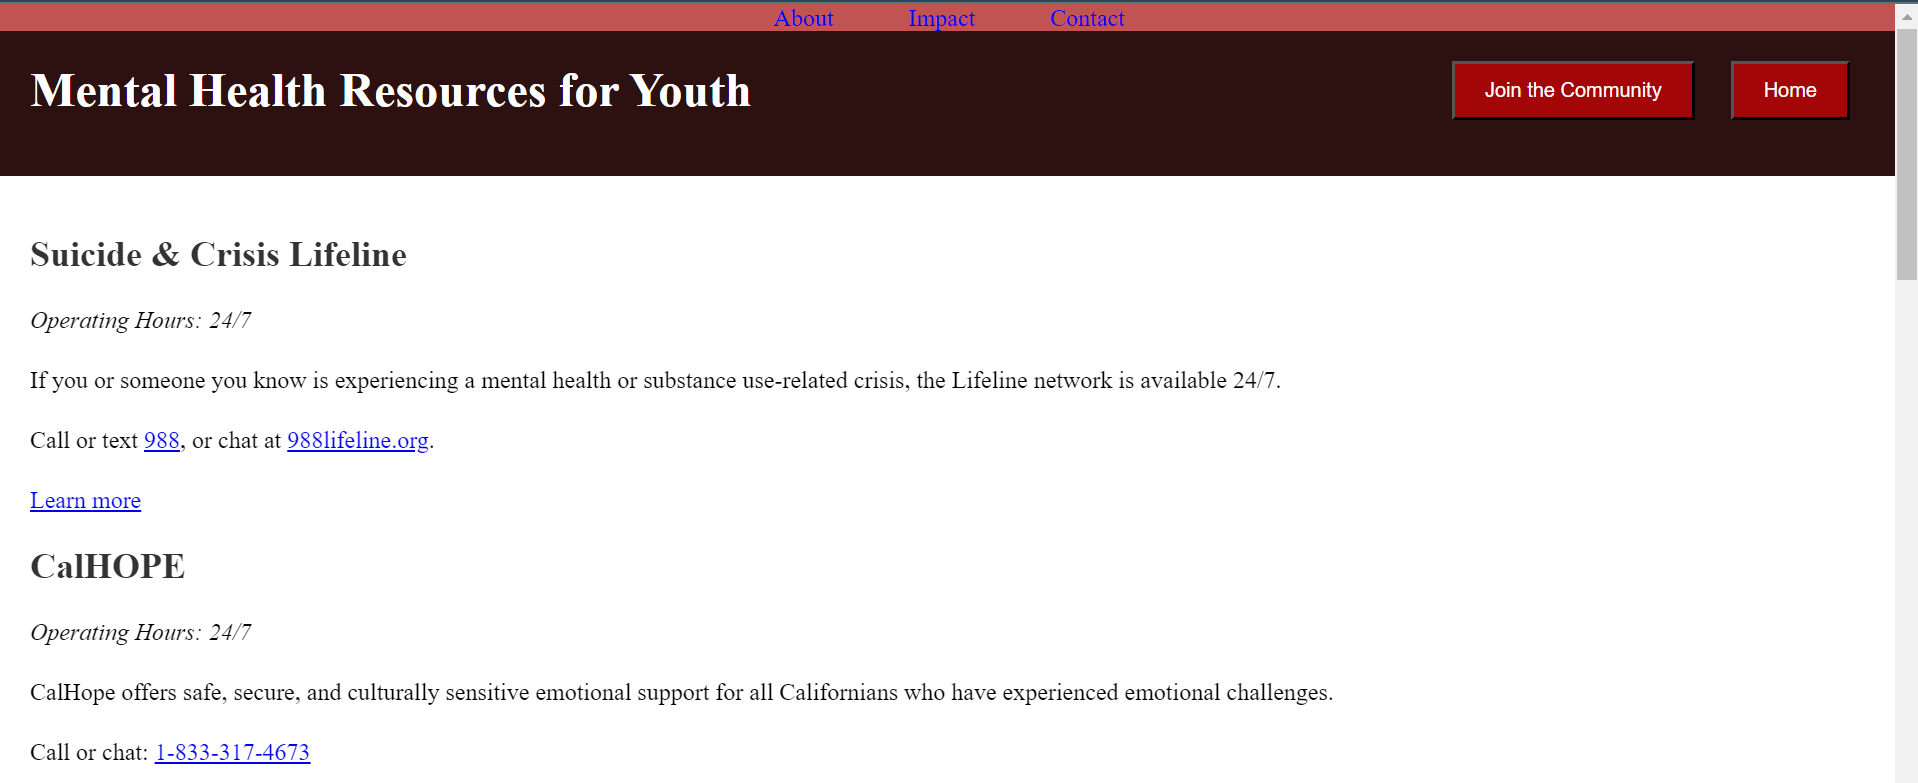 About Impact Contact
Mental Health Resources for Youth
Join the Community
Home
Suicide & Crisis Lifeline
Operating Hours: 24/7
If you or someone you know is experiencing a mental health or substance use-related crisis, the Lifeline network is available 24/7.
Call or text 988, or chat at 988lifeline.org.
Learn more
CalHOPE
Operating Hours: 24/7
CalHope offers safe, secure, and culturally sensitive emotional support for all Californians who have experienced emotional challenges.
Call or chat: 1-833-317-4673